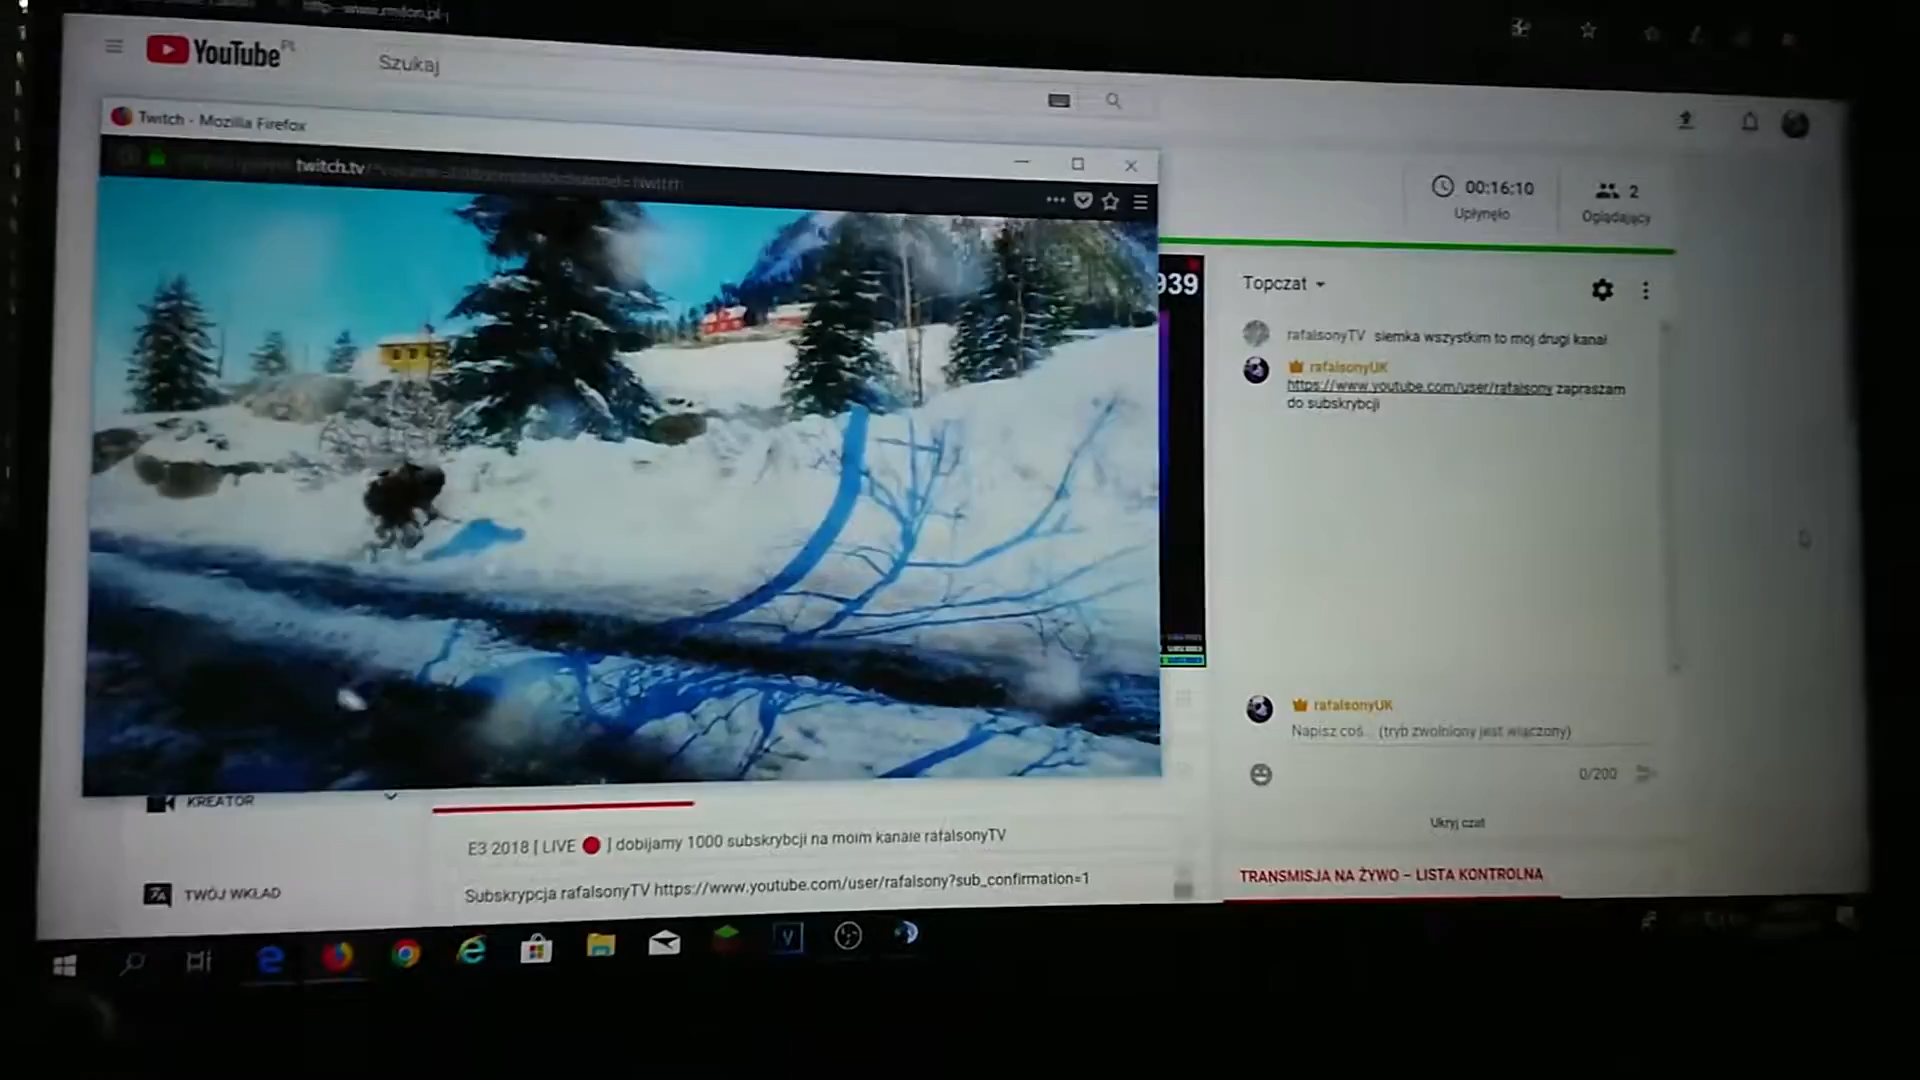 YouTube PL
Szukaj
Twitch - Mozilla Firefox
twitch.tv
00:16:10
Upłynęło
2
Oglądający
939
Topczat
rafalsonyTV siemka wszystkim to moj drugi kanał
rafalsonyUK
https://www.youtube.com/user/rafalsony zapraszam
do subskrybcji
rafalsonyUK
Napisz coś... (tryb zwolniony jest włączony)
0/200
Ukryj czat
KREATOR
E3 2018 [ LIVE 🔴 ] dobijamy 1000 subskrybcji na moim kanale rafalsonyTV
TWÓJ WKŁAD
Subskrypcja rafalsonyTV https://www.youtube.com/user/rafalsony?sub_confirmation=1
TRANSMISJA NA ŻYWO – LISTA KONTROLNA